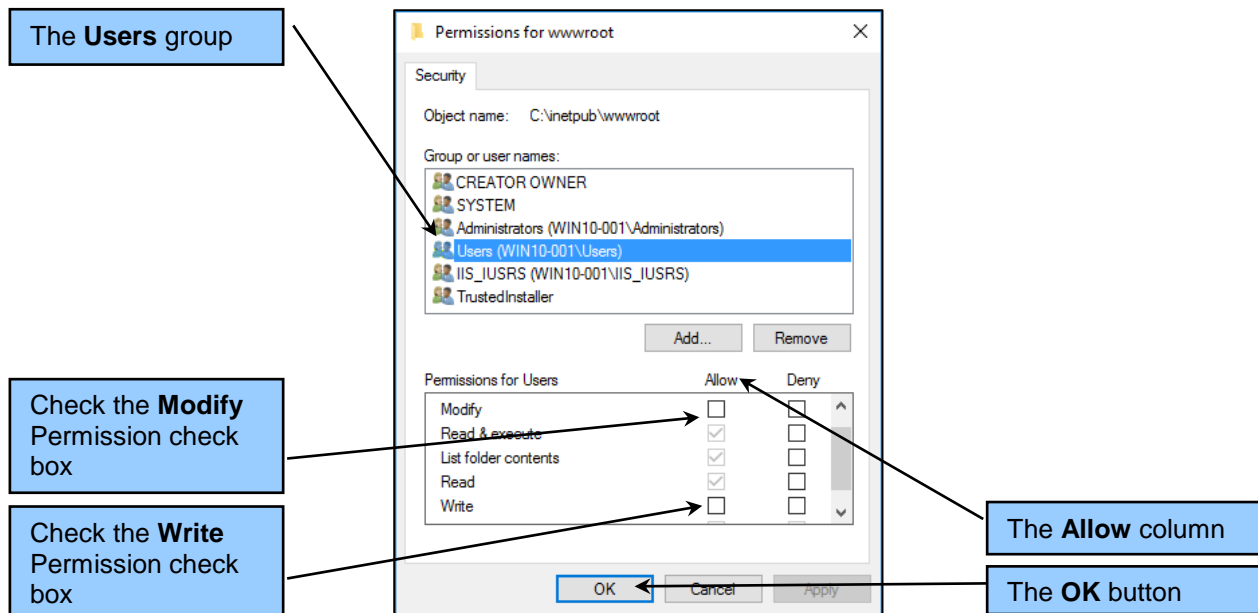 The Users group
Permissions for wwwroot
Security
Object name: C:\inetpub\wwwroot
Group or user names:
CREATOR OWNER
SYSTEM
Administrators (WIN10-001\Administrators)
Users (WIN10-001\Users)
IIS_IUSRS (WIN10-001\IIS_IUSRS)
TrustedInstaller
Add... Remove
Permissions for Users Allow Deny
Modify
Read & execute
List folder contents
Read
Write
OK Cancel Apply
Check the Modify
Permission check
box
Check the Write
Permission check
box
The Allow column
The OK button